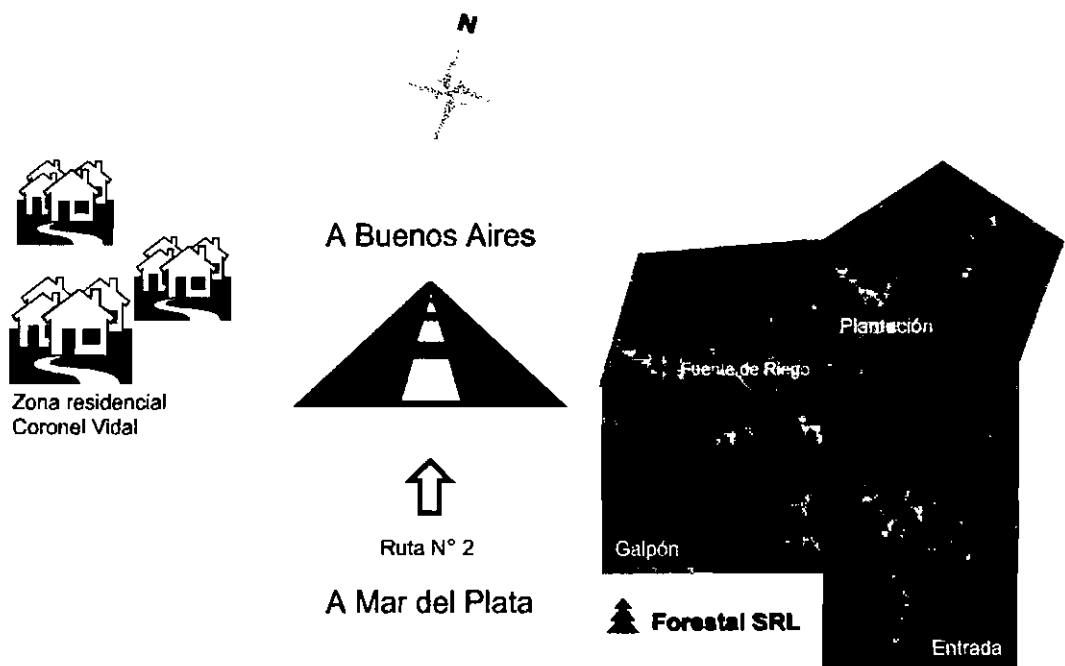 N
A Buenos Aires
Zona residencial
Coronel Vidal
Ruta N° 2
A Mar del Plata
Plantación
Fuente de Riego
Galpón
Forestal SRL
Entrada